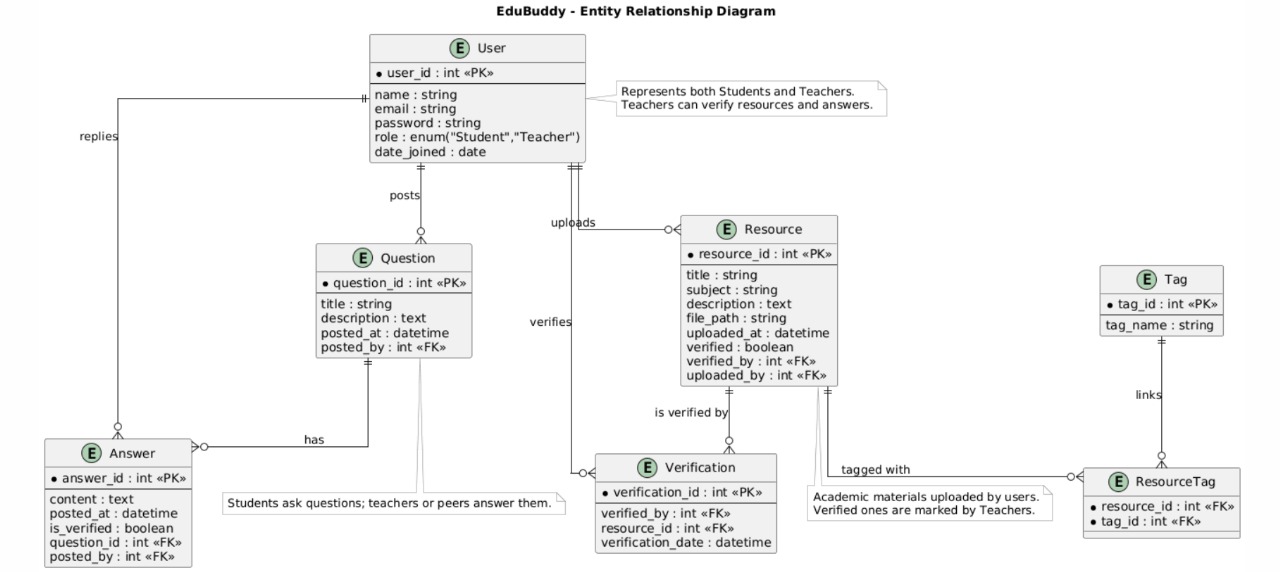 EduBuddy - Entity Relationship Diagram
E User
user_id : int «PK»
name : string
email : string
password : string
role : enum("Student","Teacher")
date_joined : date
Represents both Students and Teachers.
Teachers can verify resources and answers.
replies
posts
uploads
verifies
E Question
question_id : int «PK»
title : string
description : text
posted_at : datetime
posted_by : int «FK»
E Resource
resource_id : int «PK»
title : string
subject : string
description : text
file_path : string
uploaded_at : datetime
verified : boolean
verified_by : int «FK»
uploaded_by : int «FK»
E Tag
tag_id : int «PK»
tag_name : string
links
is verified by
has
tagged with
E Answer
answer_id : int «PK»
content : text
posted_at : datetime
is_verified : boolean
question_id : int «FK»
posted_by : int «FK»
Students ask questions; teachers or peers answer them.
E Verification
verification_id : int «PK»
verified_by : int «FK»
resource_id : int «FK»
verification_date : datetime
Academic materials uploaded by users.
Verified ones are marked by Teachers.
E ResourceTag
resource_id : int «FK»
tag_id : int «FK»